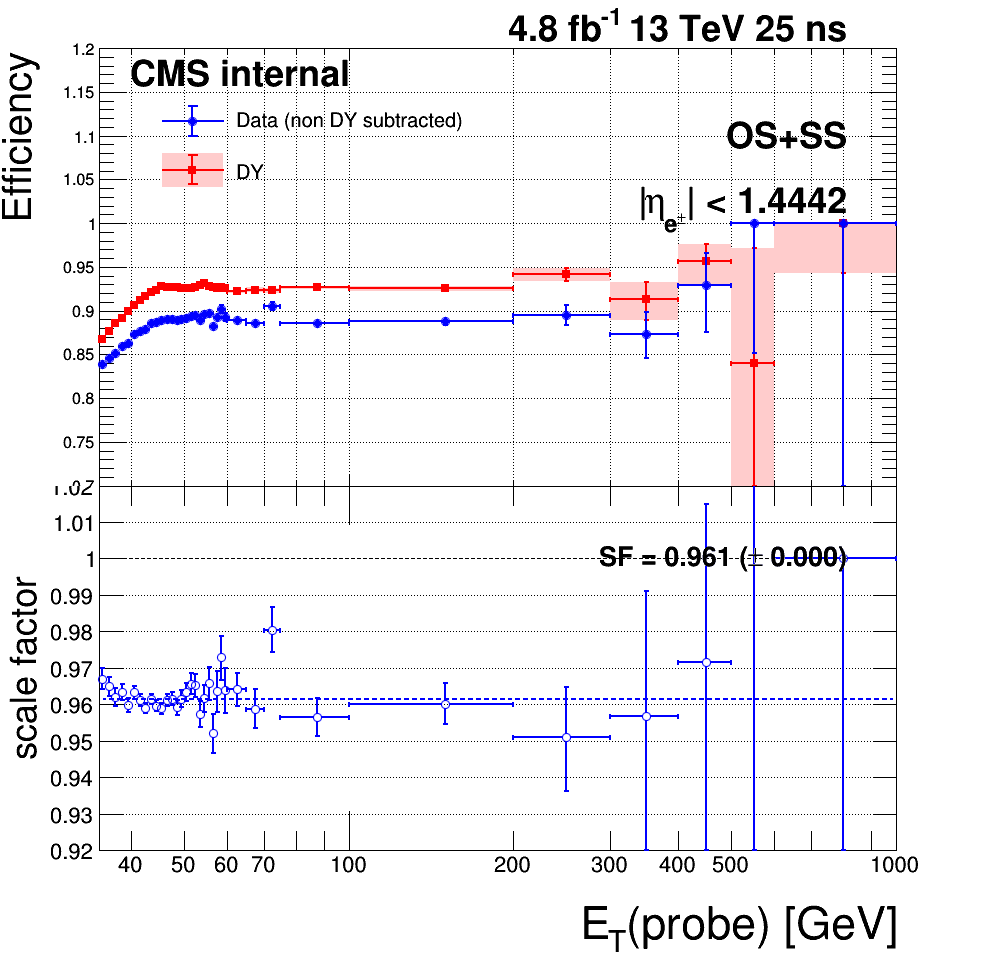 4.8 fb⁻¹ 13 TeV 25 ns
Efficiency
1.2
1.15
1.1
1.05
1
0.95
0.9
0.85
0.8
0.75
CMS internal
Data (non DY subtracted)
DY
OS+SS
|η_e±| < 1.4442
scale factor
1.02
1.01
1
0.99
0.98
0.97
0.96
0.95
0.94
0.93
0.92
SF = 0.961 (± 0.000)
40 50 60 70 100 200 300 400 500 1000
E_T(probe) [GeV]